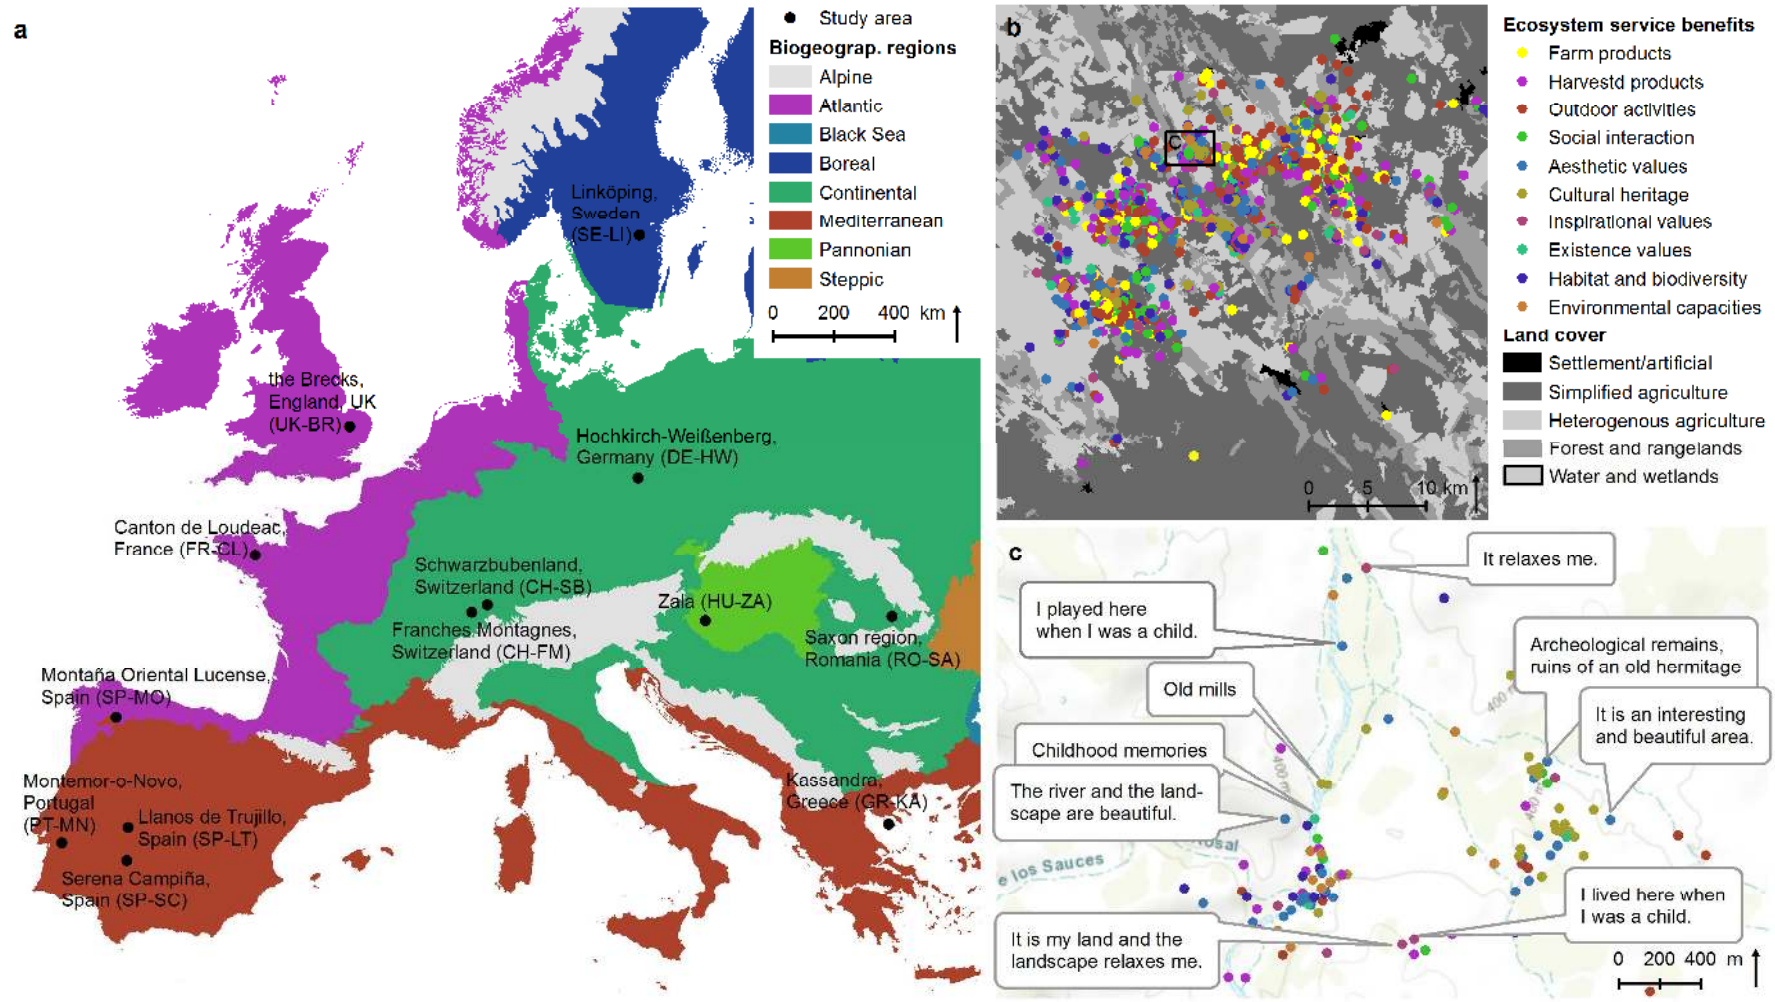 a
Study area
Biogeograp. regions
Alpine
Atlantic
Black Sea
Boreal
Continental
Mediterranean
Pannonian
Steppic
0 200 400 km
Linköping,
Sweden
(SE-LI)
the Brecks,
England, UK
(UK-BR)
Hochkirch-Weißenberg,
Germany (DE-HW)
Canton de Loudeac,
France (FR-CL)
Schwarzbubenland,
Switzerland (CH-SB)
Franches Montagnes,
Switzerland (CH-FM)
Zala (HU-ZA)
Saxon region,
Romania (RO-SA)
Montaña Oriental Lucense,
Spain (SP-MO)
Montemor-o-Novo,
Portugal
(PT-MN)
Llanos de Trujillo,
Spain (SP-LT)
Serena Campiña,
Spain (SP-SC)
Kassandra,
Greece (GR-KA)
b
C
0 5 10 km
Ecosystem service benefits
Farm products
Harvestd products
Outdoor activities
Social interaction
Aesthetic values
Cultural heritage
Inspirational values
Existence values
Habitat and biodiversity
Environmental capacities
Land cover
Settlement/artificial
Simplified agriculture
Heterogenous agriculture
Forest and rangelands
Water and wetlands
c
It relaxes me.
I played here
when I was a child.
Archeological remains,
ruins of an old hermitage
Old mills
It is an interesting
and beautiful area.
Childhood memories
The river and the land-
scape are beautiful.
400 m
400
400 m
osal
e los Sauces
I lived here when
I was a child.
It is my land and the
landscape relaxes me.
0 200 400 m